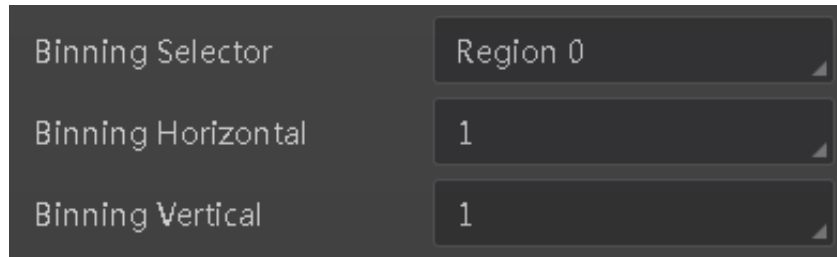 Binning Selector Region 0
Binning Horizontal 1
Binning Vertical 1